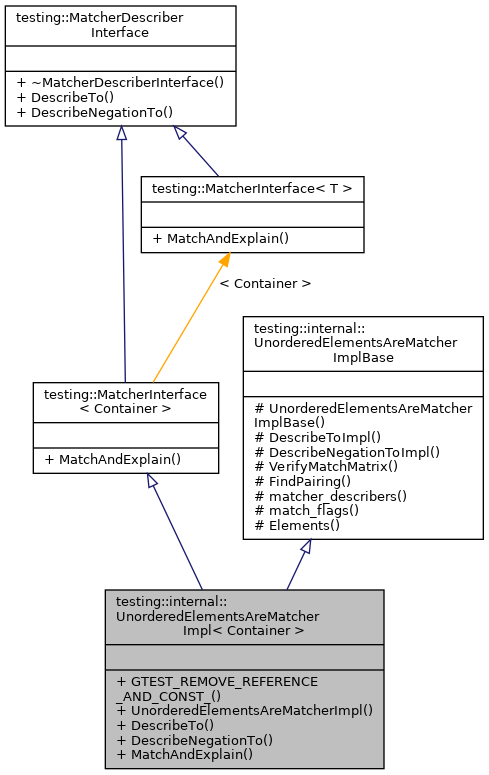 testing::MatcherDescriber
Interface
+ ~MatcherDescriberInterface()
+ DescribeTo()
+ DescribeNegationTo()
testing::MatcherInterface< T >
+ MatchAndExplain()
< Container >
testing::internal::
UnorderedElementsAreMatcher
ImplBase
# UnorderedElementsAreMatcher
ImplBase()
# DescribeToImpl()
# DescribeNegationToImpl()
# VerifyMatchMatrix()
# FindPairing()
# matcher_describers()
# match_flags()
# Elements()
testing::MatcherInterface
< Container >
+ MatchAndExplain()
testing::internal::
UnorderedElementsAreMatcher
Impl< Container >
+ GTEST_REMOVE_REFERENCE
_AND_CONST_()
+ UnorderedElementsAreMatcherImpl()
+ DescribeTo()
+ DescribeNegationTo()
+ MatchAndExplain()